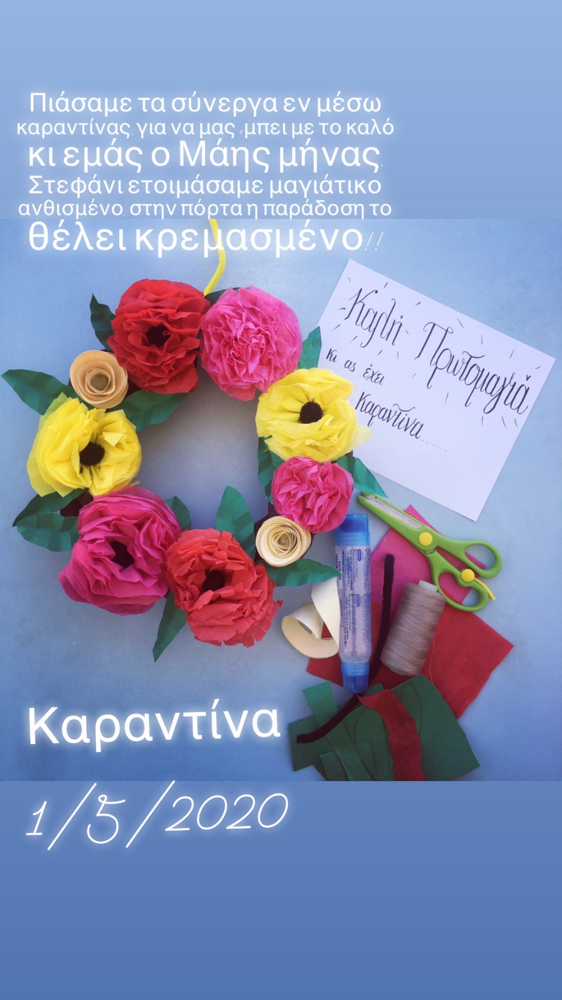 Πιάσαμε τα σύνεργα εν μέσω
καραντίνας, για να μας 'μπει με το καλό
κι εμάς ο Μάης μήνας.
Στεφάνι ετοιμάσαμε μαγιάτικο
ανθισμένο, στην πόρτα η παράδοση το
θέλει κρεμασμένο!!
Καλή Πρωτομαγιά
κι ας έχει
Καραντίνα.......
Καραντίνα
1/5/2020